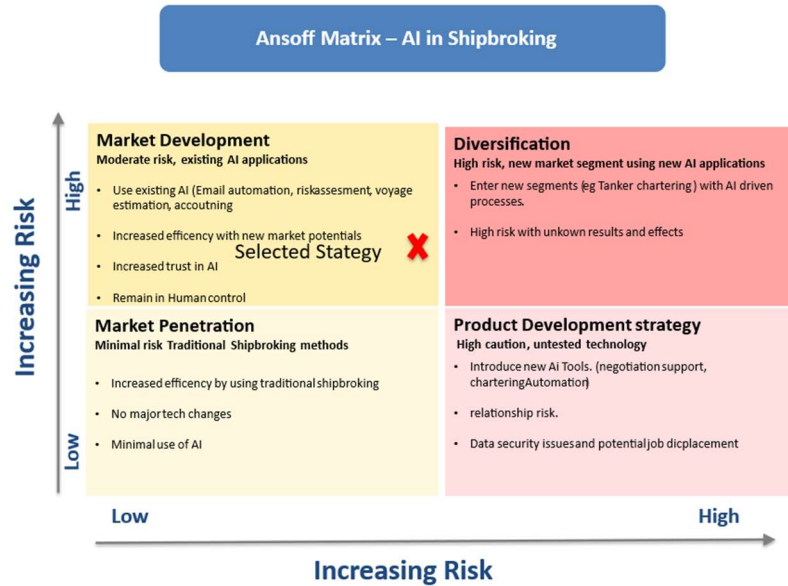 Ansoff Matrix – AI in Shipbroking
Market Development
Moderate risk, existing AI applications
• Use existing AI (Email automation, riskassesment, voyage
estimation, accoutning
• Increased efficency with new market potentials
Selected Stategy
X
• Increased trust in AI
• Remain in Human control
Diversification
High risk, new market segment using new AI applications
• Enter new segments (eg Tanker chartering) with AI driven
processes.
• High risk with unkown results and effects
Market Penetration
Minimal risk Traditional Shipbroking methods
• Increased efficency by using traditional shipbroking
• No major tech changes
• Minimal use of AI
Product Development strategy
High caution, untested technology
• Introduce new Ai Tools. (negotiation support,
charteringAutomation)
• relationship risk.
• Data security issues and potential job dicplacement
Increasing Risk
High
Low
Low
High
Increasing Risk